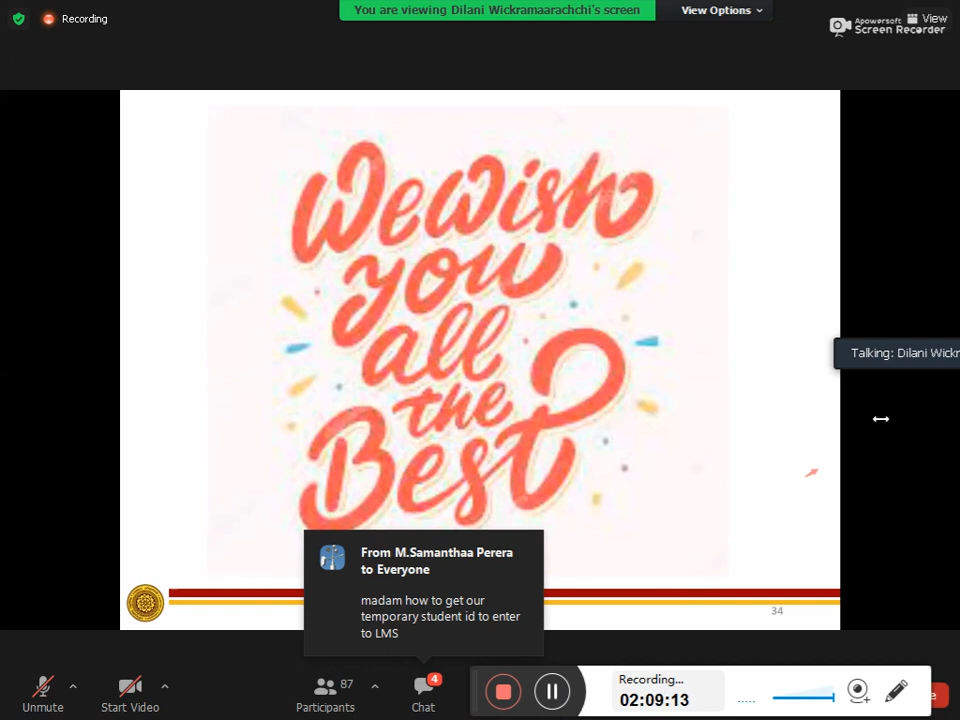 Recording
You are viewing Dilani Wickramaarachchi's screen
View Options
Apowersoft
Screen Recorder
View
We wish
you
all
the
Best
Talking: Dilani Wickr
From M.Samanthaa Perera
to Everyone
madam how to get our
temporary student id to enter
to LMS
34
Unmute
Start Video
87
Participants
4
Chat
Recording...
02:09:13
e